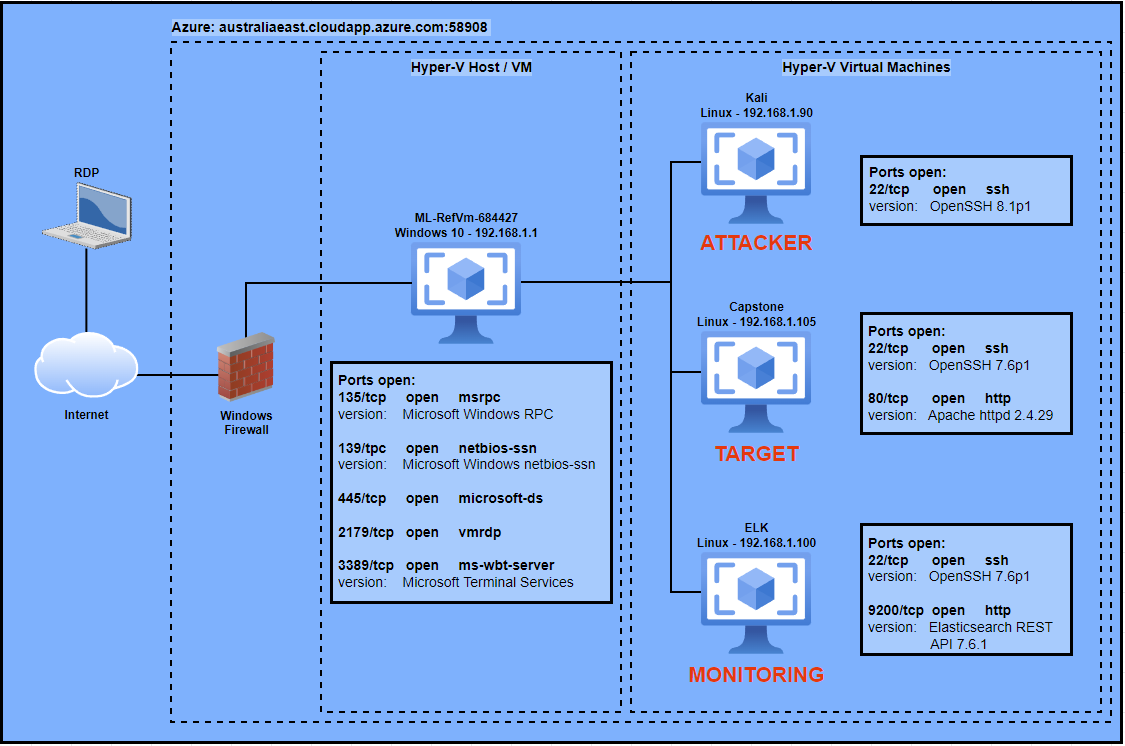 Azure: australiaeast.cloudapp.azure.com:58908
Hyper-V Host / VM
Hyper-V Virtual Machines
RDP
Internet
Windows
Firewall
ML-RefVm-684427
Windows 10 - 192.168.1.1
Ports open:
135/tcp open msrpc
version: Microsoft Windows RPC
139/tpc open netbios-ssn
version: Microsoft Windows netbios-ssn
445/tcp open microsoft-ds
2179/tcp open vmrdp
3389/tcp open ms-wbt-server
version: Microsoft Terminal Services
Kali
Linux - 192.168.1.90
ATTACKER
Ports open:
22/tcp open ssh
version: OpenSSH 8.1p1
Capstone
Linux - 192.168.1.105
TARGET
Ports open:
22/tcp open ssh
version: OpenSSH 7.6p1
80/tcp open http
version: Apache httpd 2.4.29
ELK
Linux - 192.168.1.100
MONITORING
Ports open:
22/tcp open ssh
version: OpenSSH 7.6p1
9200/tcp open http
version: Elasticsearch REST
API 7.6.1